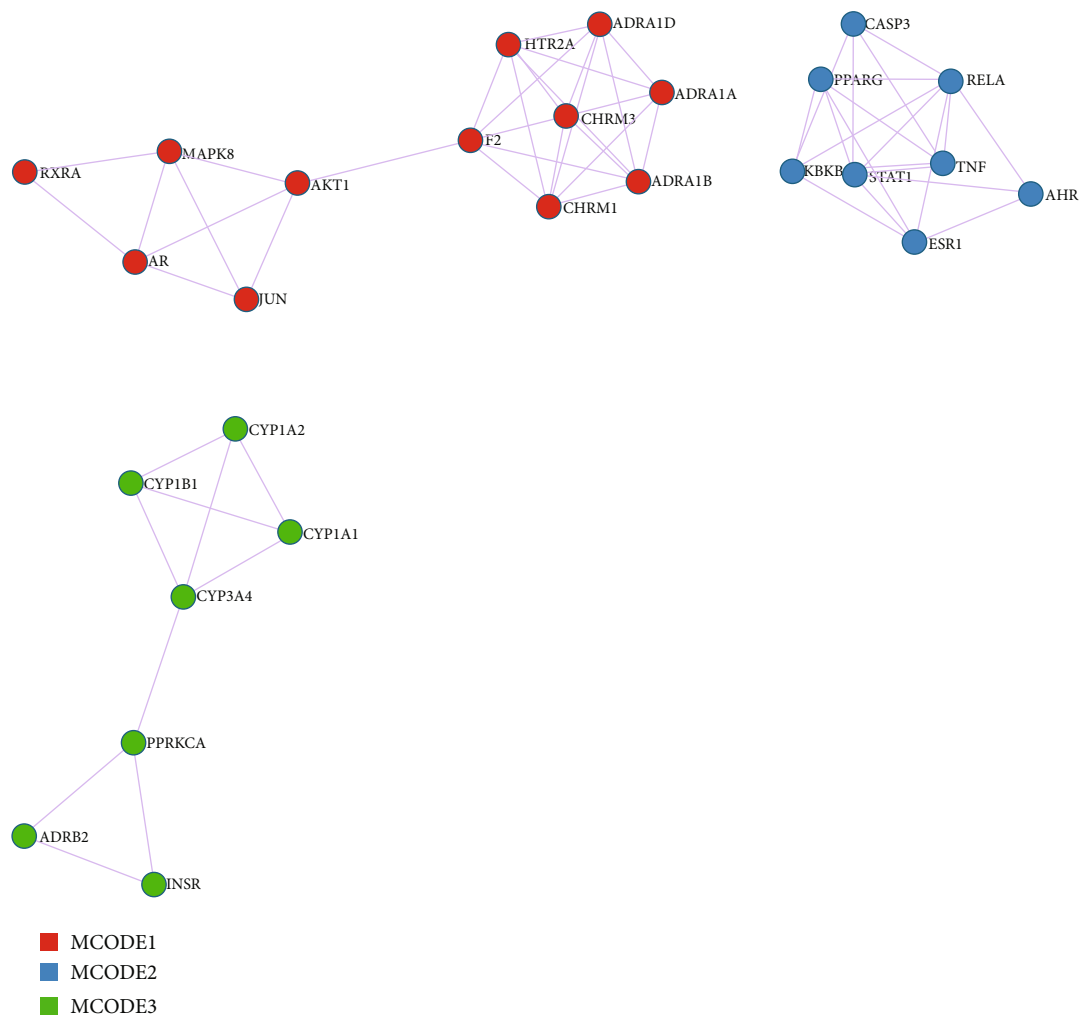 ADRA1D
HTR2A
ADRA1A
CHRM3
F2
ADRA1B
CHRM1
MAPK8
RXRA
AKT1
AR
JUN
CASP3
PPARG
RELA
TNF
KBKB
STAT1
AHR
ESR1
CYP1A2
CYP1B1
CYP1A1
CYP3A4
PPRKCA
ADRB2
INSR
MCODE1
MCODE2
MCODE3